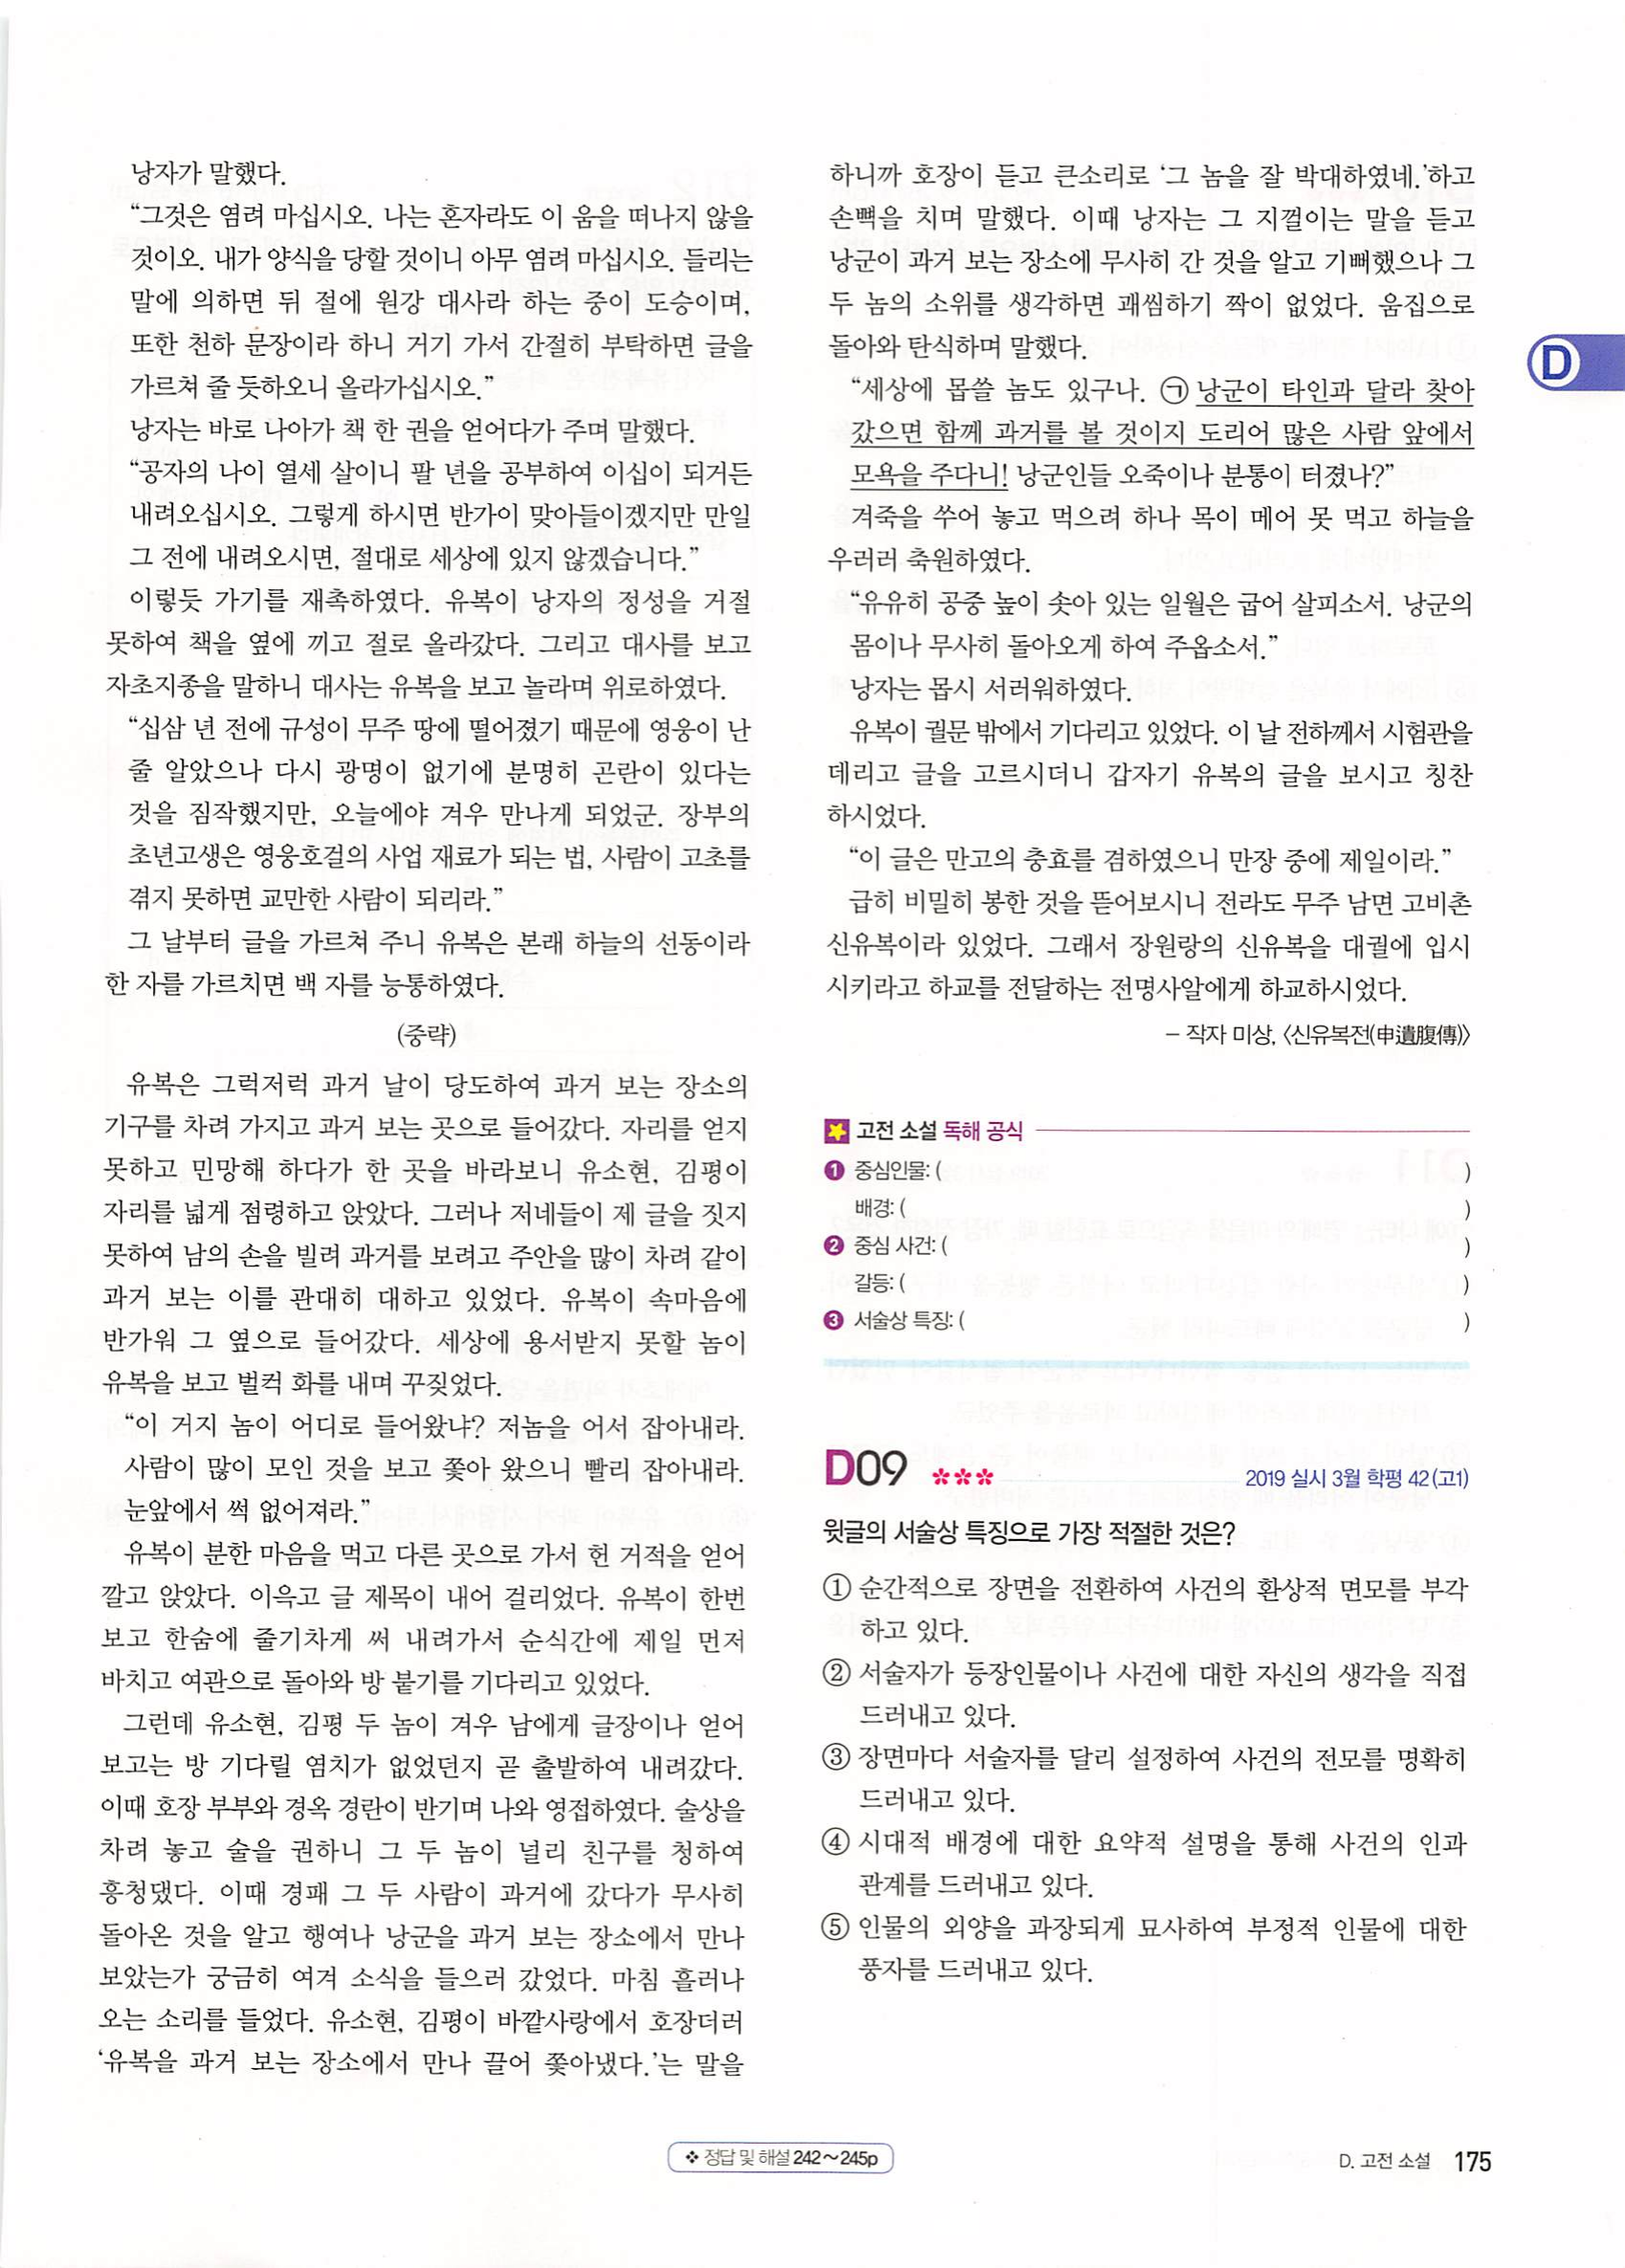 낭자가 말했다.
“그것은 염려 마십시오. 나는 혼자라도 이 움을 떠나지 않을
것이오. 내가 양식을 당할 것이니 아무 염려 마십시오. 들리는
말에 의하면 뒤 절에 원강 대사라 하는 중이 도승이며,
또한 천하 문장이라 하니 거기 가서 간절히 부탁하면 글을
가르쳐 줄 듯하오니 올라가십시오.”
낭자는 바로 나아가 책 한 권을 얻어다가 주며 말했다.
“공자의 나이 열세 살이니 팔 년을 공부하여 이십이 되거든
내려오십시오. 그렇게 하시면 반가이 맞아들이겠지만 만일
그 전에 내려오시면, 절대로 세상에 있지 않겠습니다.”
이렇듯 가기를 재촉하였다. 유복이 낭자의 정성을 거절
못하여 책을 옆에 끼고 절로 올라갔다. 그리고 대사를 보고
자초지종을 말하니 대사는 유복을 보고 놀라며 위로하였다.
“십삼 년 전에 규성이 무주 땅에 떨어졌기 때문에 영웅이 난
줄 알았으나 다시 광명이 없기에 분명히 곤란이 있다는
것을 짐작했지만, 오늘에야 겨우 만나게 되었군. 장부의
초년고생은 영웅호걸의 사업 재료가 되는 법, 사람이 고초를
겪지 못하면 교만한 사람이 되리라.”
그 날부터 글을 가르쳐 주니 유복은 본래 하늘의 선동이라
한 자를 가르치면 백 자를 능통하였다.
(중략)
유복은 그럭저럭 과거 날이 당도하여 과거 보는 장소의
기구를 차려 가지고 과거 보는 곳으로 들어갔다. 자리를 얻지
못하고 민망해 하다가 한 곳을 바라보니 유소현, 김평이
자리를 넓게 점령하고 앉았다. 그러나 저네들이 제 글을 짓지
못하여 남의 손을 빌려 과거를 보려고 주안을 많이 차려 같이
과거 보는 이를 관대히 대하고 있었다. 유복이 속마음에
반가워 그 옆으로 들어갔다. 세상에 용서받지 못할 놈이
유복을 보고 벌컥 화를 내며 꾸짖었다.
“이 거지 놈이 어디로 들어왔나? 저놈을 어서 잡아내라.
사람이 많이 모인 것을 보고 쫓아 왔으니 빨리 잡아내라.
눈앞에서 썩 없어져라.”
유복이 분한 마음을 먹고 다른 곳으로 가서 헌 거적을 얻어
깔고 앉았다. 이윽고 글 제목이 내어 걸리었다. 유복이 한번
보고 한숨에 줄기차게 써 내려가서 순식간에 제일 먼저
바치고 여관으로 돌아와 방 붙기를 기다리고 있었다.
그런데 유소현, 김평 두 놈이 겨우 남에게 글장이나 얻어
보고는 방 기다릴 염치가 없었던지 곧 출발하여 내려갔다.
이때 호장 부부와 경옥 경란이 반기며 나와 영접하였다. 술상을
차려 놓고 술을 권하니 그 두 놈이 널리 친구를 청하여
흥청댔다. 이때 경패 그 두 사람이 과거에 갔다가 무사히
돌아온 것을 알고 행여나 낭군을 과거 보는 장소에서 만나
보았는가 궁금히 여겨 소식을 들으러 갔었다. 마침 흘러나
오는 소리를 들었다. 유소현, 김평이 바깥사랑에서 호장더러
‘유복을 과거 보는 장소에서 만나 끌어 쫓아냈다.’는 말을
하니까 호장이 듣고 큰소리로 ‘그 놈을 잘 박대하였네.’하고
손뼉을 치며 말했다. 이때 낭자는 그 지껄이는 말을 듣고
낭군이 과거 보는 장소에 무사히 간 것을 알고 기뻐했으나 그
두 놈의 소위를 생각하면 괘씸하기 짝이 없었다. 움집으로
돌아와 탄식하며 말했다.
“세상에 몹쓸 놈도 있구나. ㉠ 낭군이 타인과 달라 찾아
갔으면 함께 과거를 볼 것이지 도리어 많은 사람 앞에서
모욕을 주다니! 낭군인들 오죽이나 분통이 터졌나?”
겨죽을 쑤어 놓고 먹으려 하나 목이 메어 못 먹고 하늘을
우러러 축원하였다.
“유유히 공중 높이 솟아 있는 일월은 굽어 살피소서. 낭군의
몸이나 무사히 돌아오게 하여 주옵소서.”
낭자는 몹시 서러워하였다.
유복이 궐문 밖에서 기다리고 있었다. 이 날 전하께서 시험관을
데리고 글을 고르시더니 갑자기 유복의 글을 보시고 칭찬
하시었다.
“이 글은 만고의 충효를 겸하였으니 만장 중에 제일이라.”
급히 비밀히 봉한 것을 뜯어보시니 전라도 무주 남면 고비촌
신유복이라 있었다. 그래서 장원랑의 신유복을 대궐에 입시
시키라고 하교를 전달하는 전명사알에게 하교하시었다.
- 작자 미상, 〈신유복전(申遺腹傳)〉
고전 소설 독해 공식
❶ 중심인물: ( )
배경: ( )
❷ 중심 사건: ( )
갈등: ( )
❸ 서술상 특징: ( )
D
D09 ✽✽✽ 2019 실시 3월 학평 42(고1)
윗글의 서술상 특징으로 가장 적절한 것은?
① 순간적으로 장면을 전환하여 사건의 환상적 면모를 부각
하고 있다.
② 서술자가 등장인물이나 사건에 대한 자신의 생각을 직접
드러내고 있다.
③ 장면마다 서술자를 달리 설정하여 사건의 전모를 명확히
드러내고 있다.
④ 시대적 배경에 대한 요약적 설명을 통해 사건의 인과
관계를 드러내고 있다.
⑤ 인물의 외양을 과장되게 묘사하여 부정적 인물에 대한
풍자를 드러내고 있다.
❖ 정답 및 해설 242~245p
D. 고전 소설 175